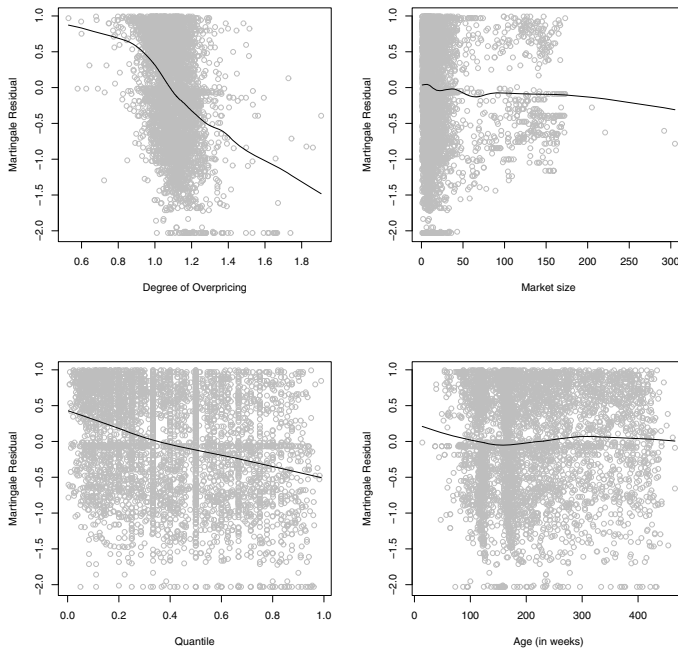 1.0
0.5
0.0
−0.5
−1.0
−1.5
−2.0
Martingale Residual
0.6 0.8 1.0 1.2 1.4 1.6 1.8
Degree of Overpricing
1.0
0.5
0.0
−0.5
−1.0
−1.5
−2.0
Martingale Residual
0 50 100 150 200 250 300
Market size
1.0
0.5
0.0
−0.5
−1.0
−1.5
−2.0
Martingale Residual
0.0 0.2 0.4 0.6 0.8 1.0
Quantile
1.0
0.5
0.0
−0.5
−1.0
−1.5
−2.0
Martingale Residual
0 100 200 300 400
Age (in weeks)